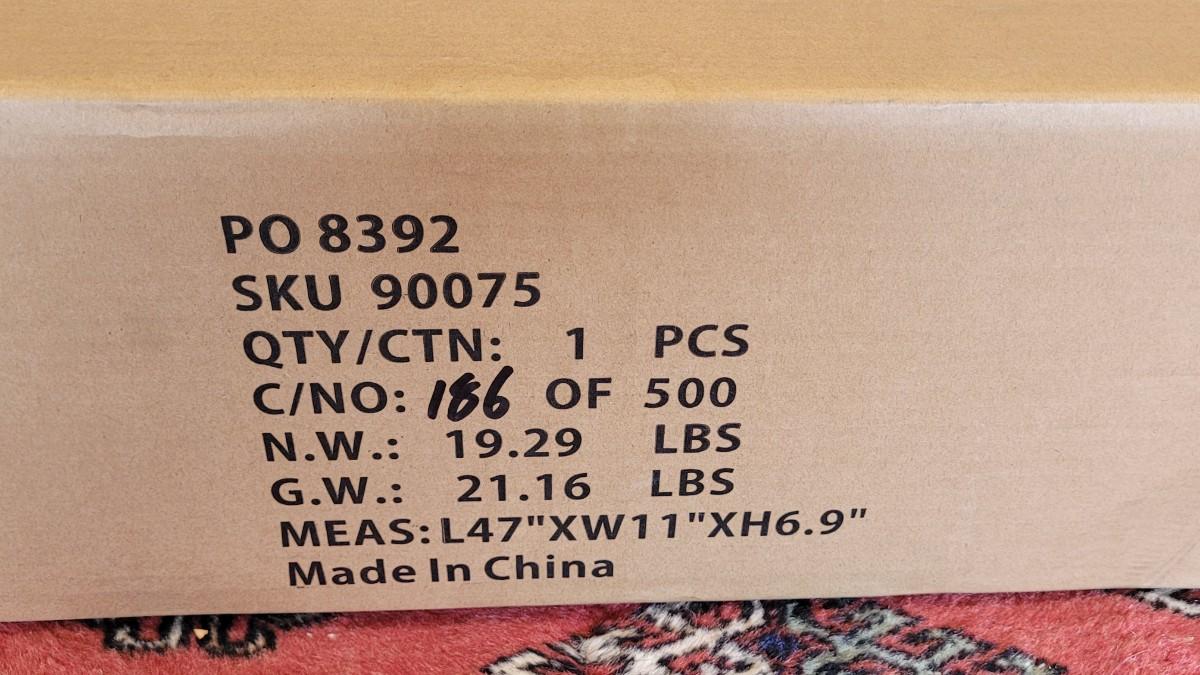 PO 8392
SKU 90075
QTY/CTN: 1 PCS
C/NO: 186 OF 500
N.W.: 19.29 LBS
G.W.: 21.16 LBS
MEAS: L47"XW11"XH6.9"
Made In China